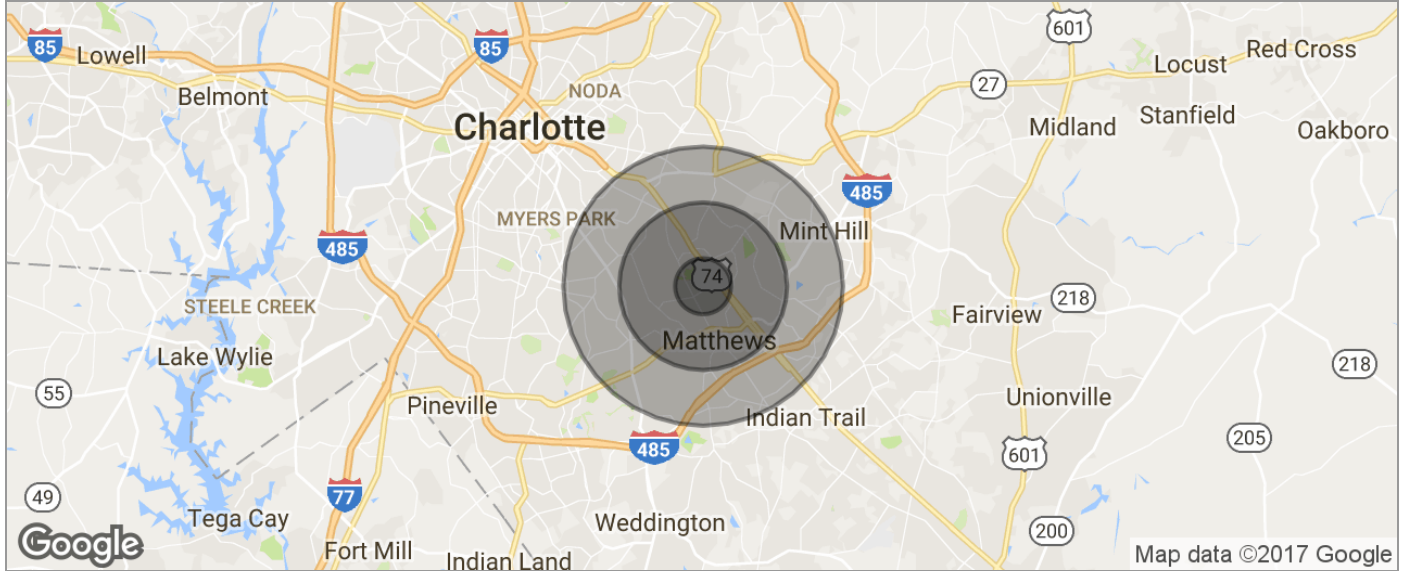 601
85
85
Lowell
Red Cross
Locust
Belmont
NODA
27
Stanfield
Charlotte
Midland
Oakboro
485
MYERS PARK
Mint Hill
485
74
STEELE CREEK
218
Fairview
Matthews
Lake Wylie
218
55
Unionville
Pineville
Indian Trail
205
485
601
77
49
Tega Cay
Weddington
200
Google
Fort Mill
Indian Land
Map data ©2017 Google